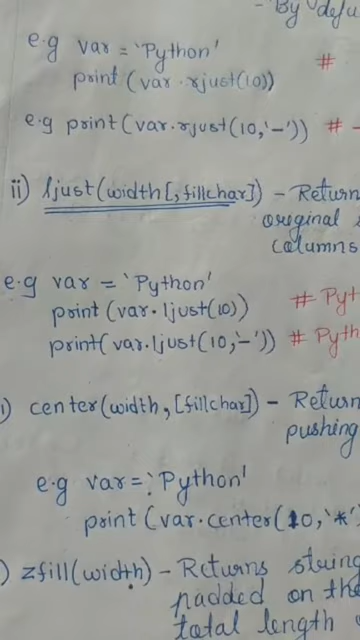 - By defu
e.g var = 'Python' #
print (var.rjust(10))
e.g print(var.rjust(10,'-')) # -
ii) ljust(width[,fillchar]) - Return
original s
columns
e.g var = 'Python'
print (var.ljust(10)) # Pyt
print(var.ljust(10,'-')) # Pyth
i) center(width,[fillchar]) - Return
pushing
e.g var = 'Python'
print (var.center(10,'*')
) zfill(width) - Returns string
padded on the
total length o